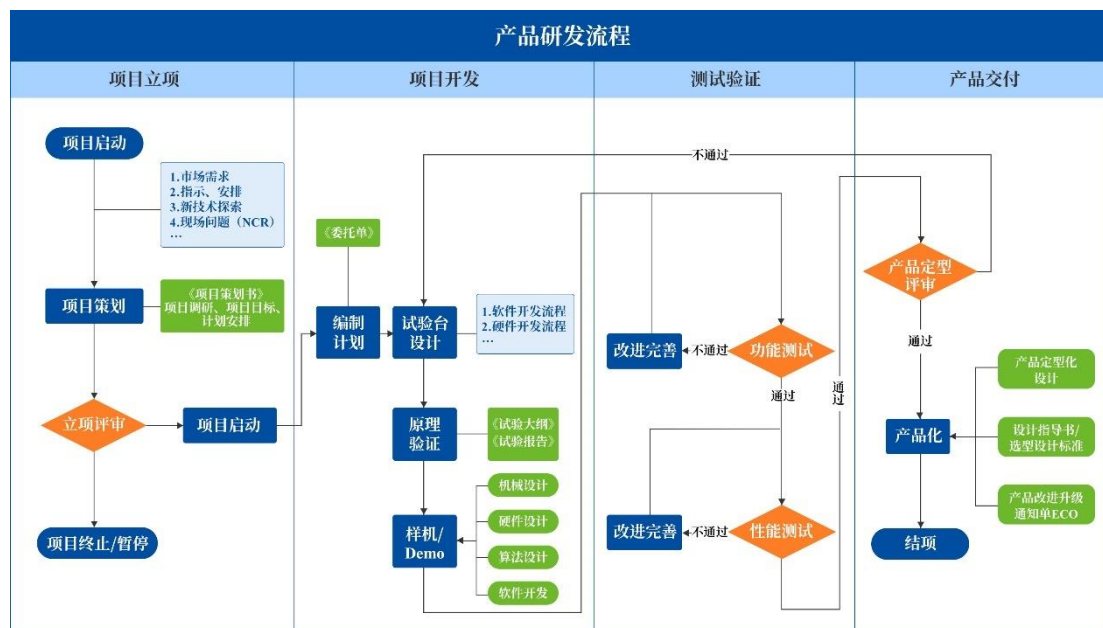 产品研发流程
项目立项
项目开发
测试验证
产品交付
项目启动
1.市场需求
2.指示、安排
3.新技术探索
4.现场问题（NCR）
…
项目策划
《项目策划书》
项目调研、项目目标、
计划安排
立项评审
项目启动
项目终止/暂停
《委托单》
编制
计划
试验台
设计
1.软件开发流程
2.硬件开发流程
…
原理
验证
《试验大纲》
《试验报告》
样机/
Demo
机械设计
硬件设计
算法设计
软件开发
不通过
改进完善
不通过
功能测试
通过
改进完善
不通过
性能测试
通过
产品定型
评审
通过
产品化
产品定型化
设计
设计指导书/
选型设计标准
产品改进升级
通知单ECO
结项